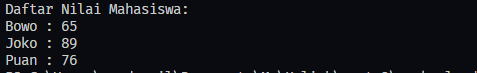 Daftar Nilai Mahasiswa:
Bowo : 65
Joko : 89
Puan : 76